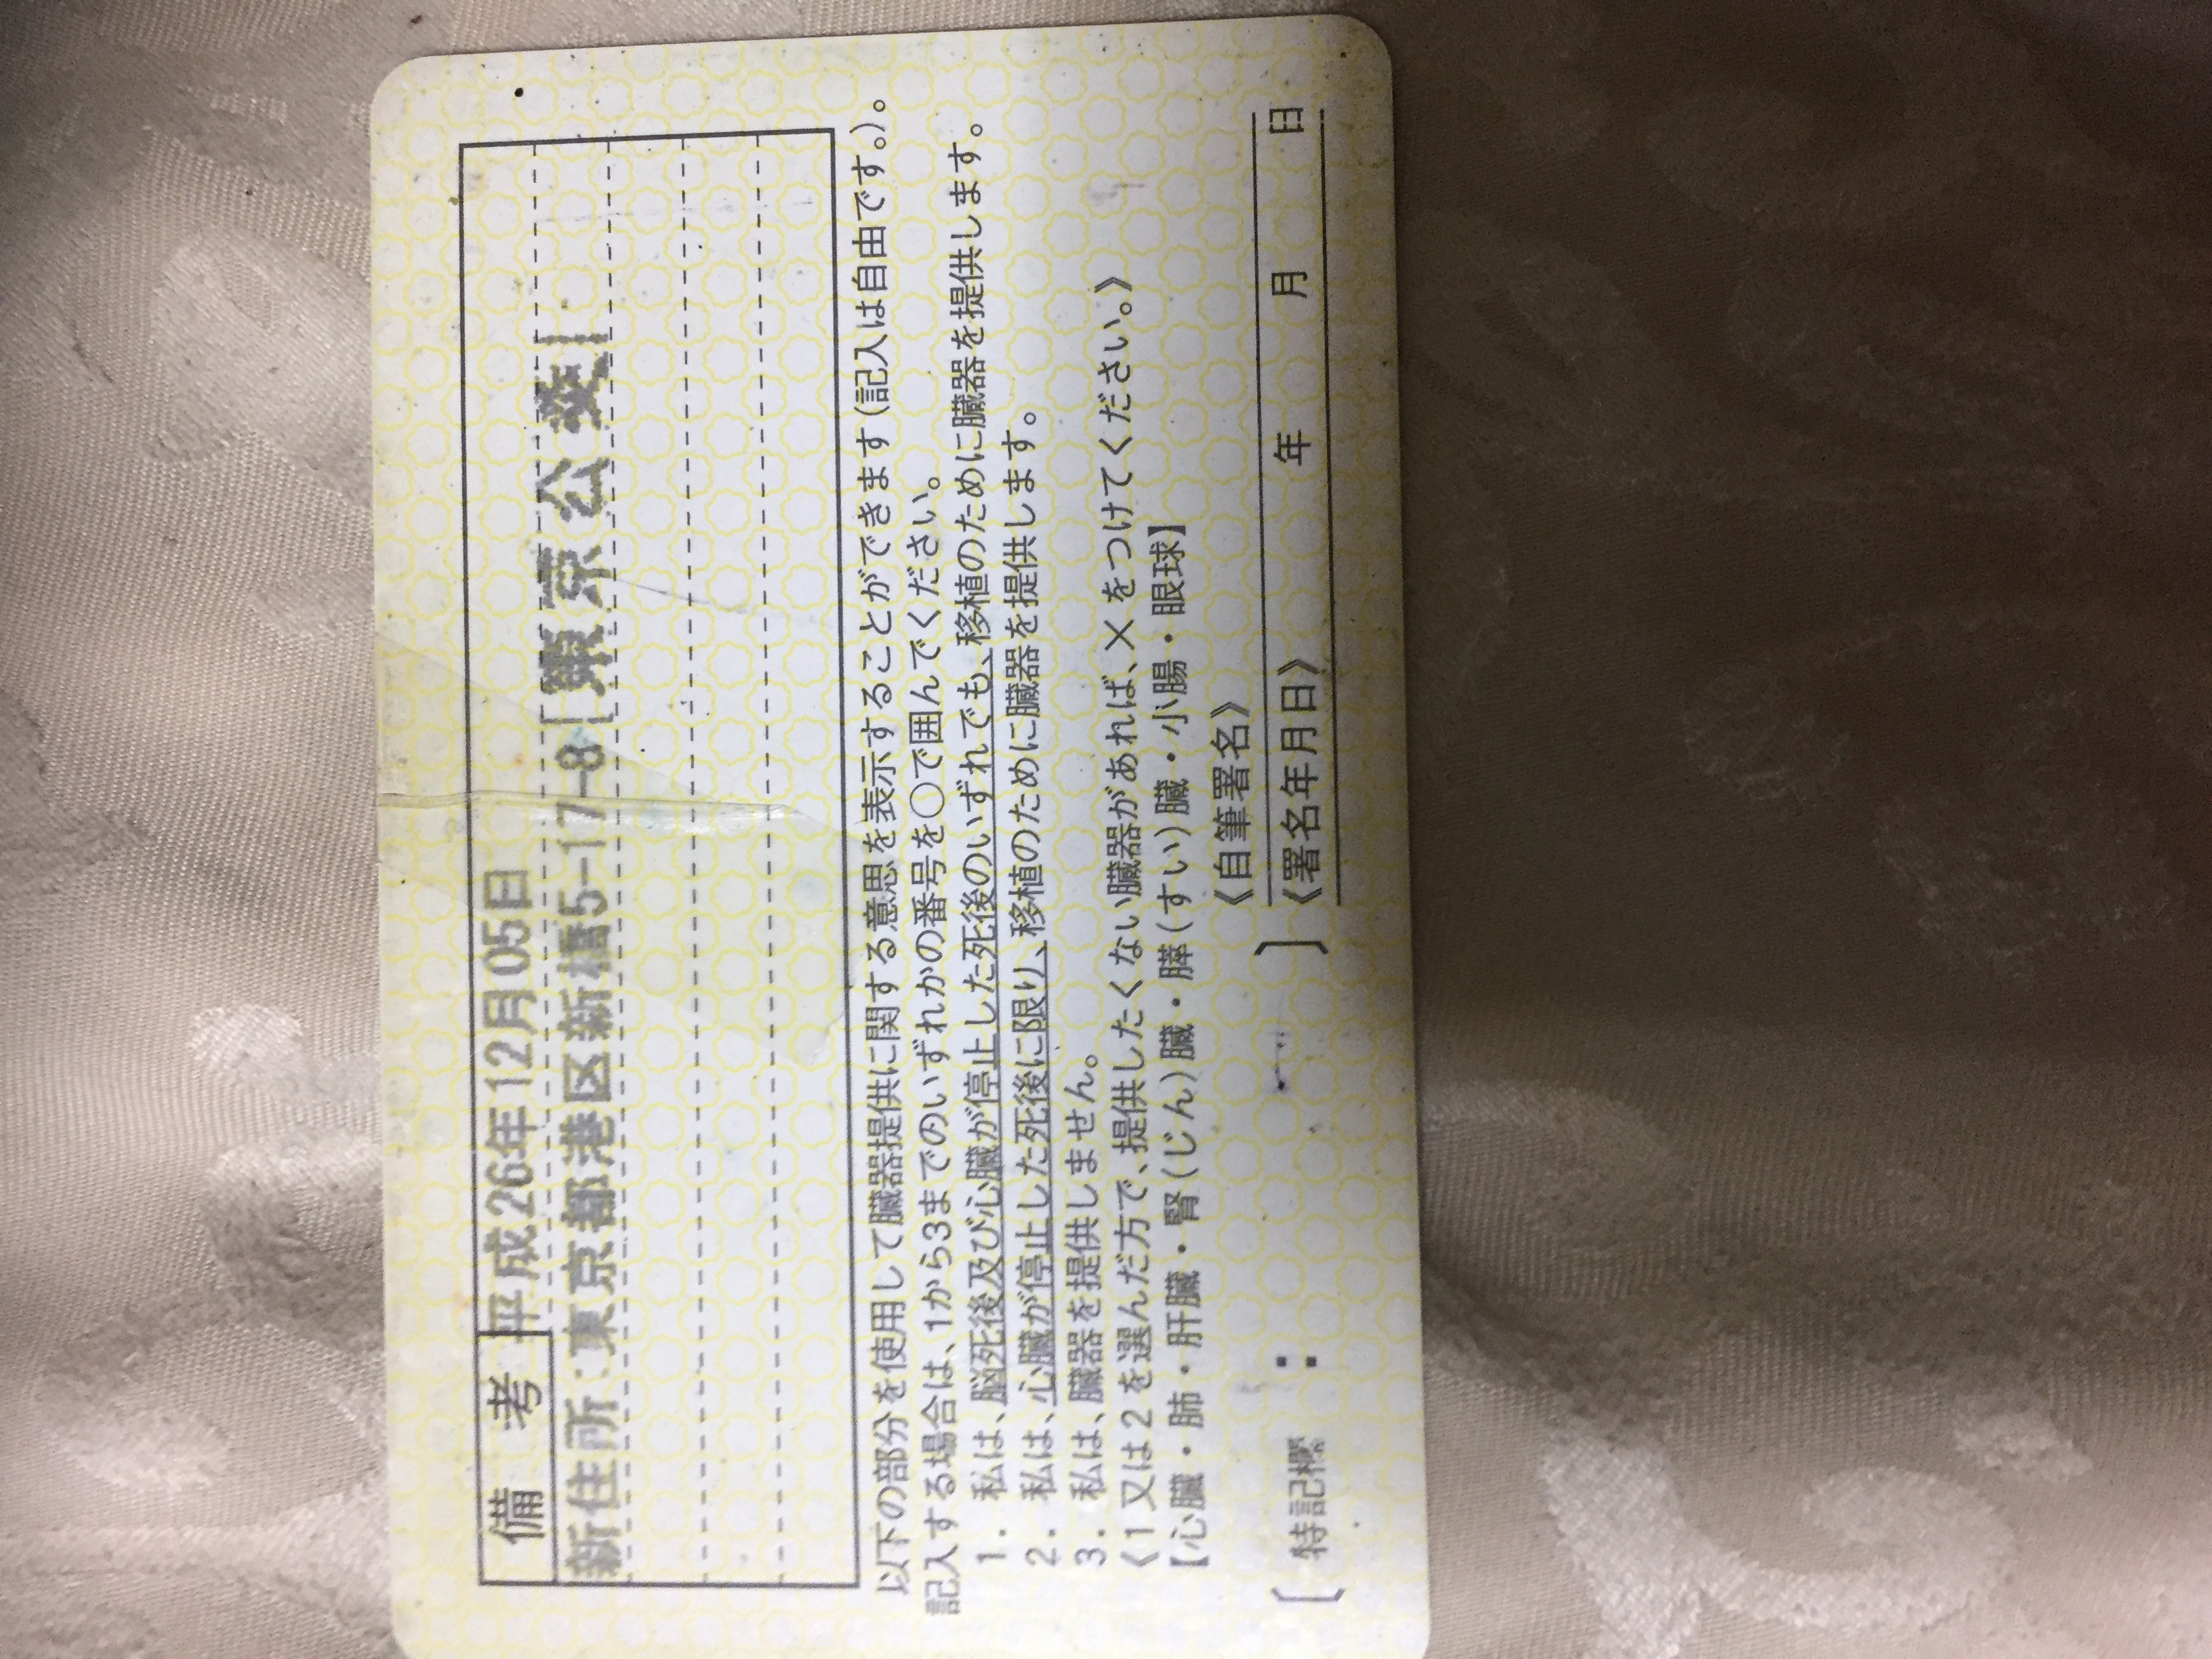 備考 平成26年12月05日
新住所:東京都港区新橋5-17-8 東京公委
以下の部分を使用して臓器提供に関する意思を表示することができます(記入は自由です。)。
記入する場合は、1から3までのいずれかの番号を○で囲んでください。
1. 私は、脳死後及び心臓が停止した死後のいずれでも、移植のために臓器を提供します。
2. 私は、心臓が停止した死後に限り、移植のために臓器を提供します。
3. 私は、臓器を提供しません。
《1又は2を選んだ方で、提供したくない臓器があれば、×をつけてください。》
【心臓・肺・肝臓・腎(じん)臓・膵(すい)臓・小腸・眼球】
《自筆署名》
〔特記欄 : 〕
《署名年月日》 年 月 日